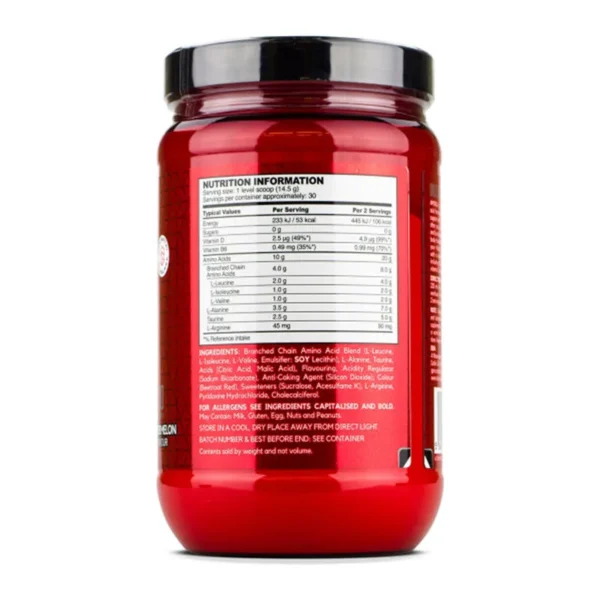 NUTRITION INFORMATION
Serving size: 1 level scoop (14.5 g)
Servings per container approximately: 30
Typical Values Per Serving Per 2 Servings
Energy 233 kJ / 53 kcal 445 kJ / 106 kcal
Sugars 0 g 0 g
Vitamin D 2.5 µg (49%*) 4.9 µg (99%*)
Vitamin B6 0.49 mg (35%*) 0.99 mg (70%*)
Amino Acids 10 g 20 g
Branched Chain
Amino Acids 4.0 g 8.0 g
L-Leucine 2.0 g 4.0 g
L-Isoleucine 1.0 g 2.0 g
L-Valine 1.0 g 2.0 g
L-Alanine 3.5 g 7.0 g
Taurine 2.5 g 5.0 g
L-Arginine 45 mg 90 mg
*% Reference Intake
INGREDIENTS: Branched Chain Amino Acid Blend (L-Leucine,
L-Isoleucine, L-Valine, Emulsifier: SOY Lecithin), L-Alanine, Taurine,
Acids (Citric Acid, Malic Acid), Flavouring, Acidity Regulator
(Sodium Bicarbonate), Anti-Caking Agent (Silicon Dioxide), Colour
(Beetroot Red), Sweeteners (Sucralose, Acesulfame K), L-Arginine,
Pyridoxine Hydrochloride, Cholecalciferol.
FOR ALLERGENS SEE INGREDIENTS CAPITALISED AND BOLD.
May Contain: Milk, Gluten, Egg, Nuts and Peanuts.
STORE IN A COOL, DRY PLACE AWAY FROM DIRECT LIGHT
BATCH NUMBER & BEST BEFORE END: SEE CONTAINER
Contents sold by weight and not volume.
MELON
OUR